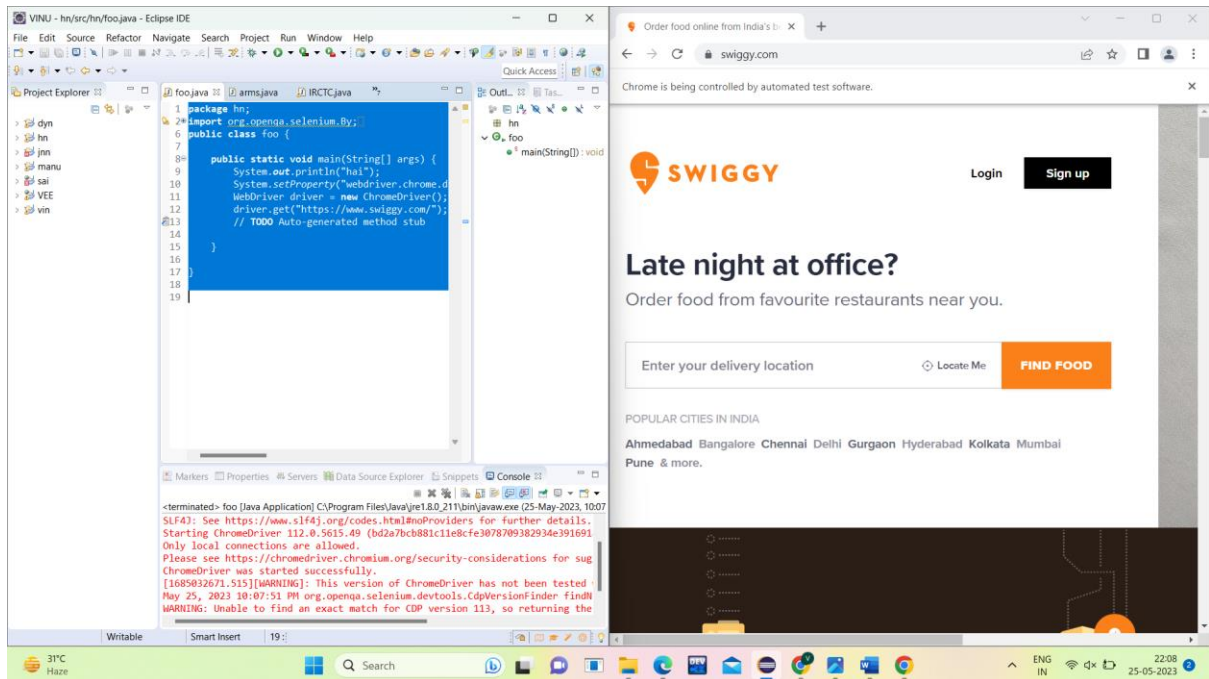 VINU - hn/src/hn/foo.java - Eclipse IDE
File Edit Source Refactor Navigate Search Project Run Window Help
Quick Access
Project Explorer
dyn
hn
jnn
manu
sai
VEE
vin
foo.java arms.java IRCTC.java
1 package hn;
2 import org.openqa.selenium.By;
6 public class foo {
7
8 public static void main(String[] args) {
9 System.out.println("hai");
10 System.setProperty("webdriver.chrome.d
11 WebDriver driver = new ChromeDriver();
12 driver.get("https://www.swiggy.com/");
13 // TODO Auto-generated method stub
14
15 }
16
17 }
18
19
Outl... Tas...
hn
foo
main(String[]) : void
Markers Properties Servers Data Source Explorer Snippets Console
<terminated> foo [Java Application] C:\Program Files\Java\jre1.8.0_211\bin\javaw.exe (25-May-2023, 10:07
SLF4J: See https://www.slf4j.org/codes.html#noProviders for further details.
Starting ChromeDriver 112.0.5615.49 (bd2a7bcb881c11e8cfe3078709382934e391691
Only local connections are allowed.
Please see https://chromedriver.chromium.org/security-considerations for sug
ChromeDriver was started successfully.
[1685032671.515][WARNING]: This version of ChromeDriver has not been tested
May 25, 2023 10:07:51 PM org.openqa.selenium.devtools.CdpVersionFinder findN
WARNING: Unable to find an exact match for CDP version 113, so returning the
Writable Smart Insert 19 :
Order food online from India's be
swiggy.com
Chrome is being controlled by automated test software.
SWIGGY
Login Sign up
Late night at office?
Order food from favourite restaurants near you.
Enter your delivery location Locate Me FIND FOOD
POPULAR CITIES IN INDIA
Ahmedabad Bangalore Chennai Delhi Gurgaon Hyderabad Kolkata Mumbai
Pune & more.
31°C
Haze
Search
DEV
ENG
IN
22:08
25-05-2023
2